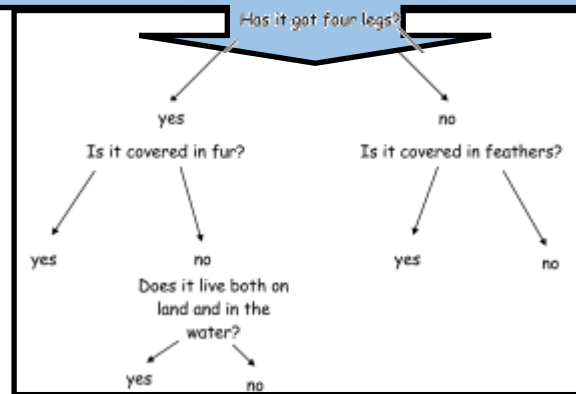 Has it got four legs?
yes
no
Is it covered in fur?
Is it covered in feathers?
yes
no
yes
no
Does it live both on
land and in the
water?
yes
no